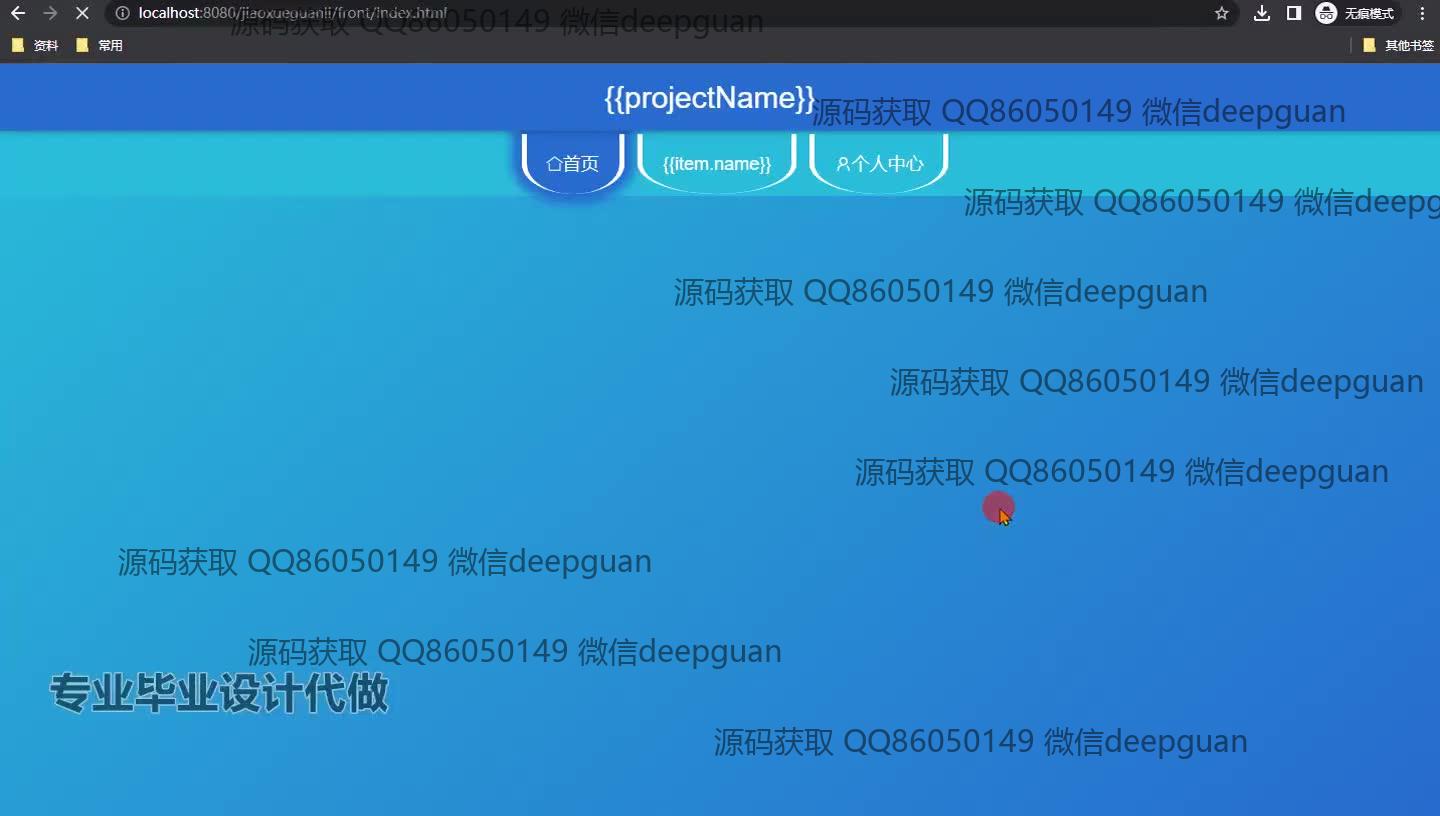 localhost:8080/jiaoxueguanli/front/index.html
源码获取 QQ86050149 微信deepguan
无痕模式
资料
常用
其他书签
{{projectName}}
源码获取 QQ86050149 微信deepguan
首页
{{item.name}}
个人中心
源码获取 QQ86050149 微信deepg
源码获取 QQ86050149 微信deepguan
源码获取 QQ86050149 微信deepguan
源码获取 QQ86050149 微信deepguan
源码获取 QQ86050149 微信deepguan
源码获取 QQ86050149 微信deepguan
专业毕业设计代做
源码获取 QQ86050149 微信deepguan